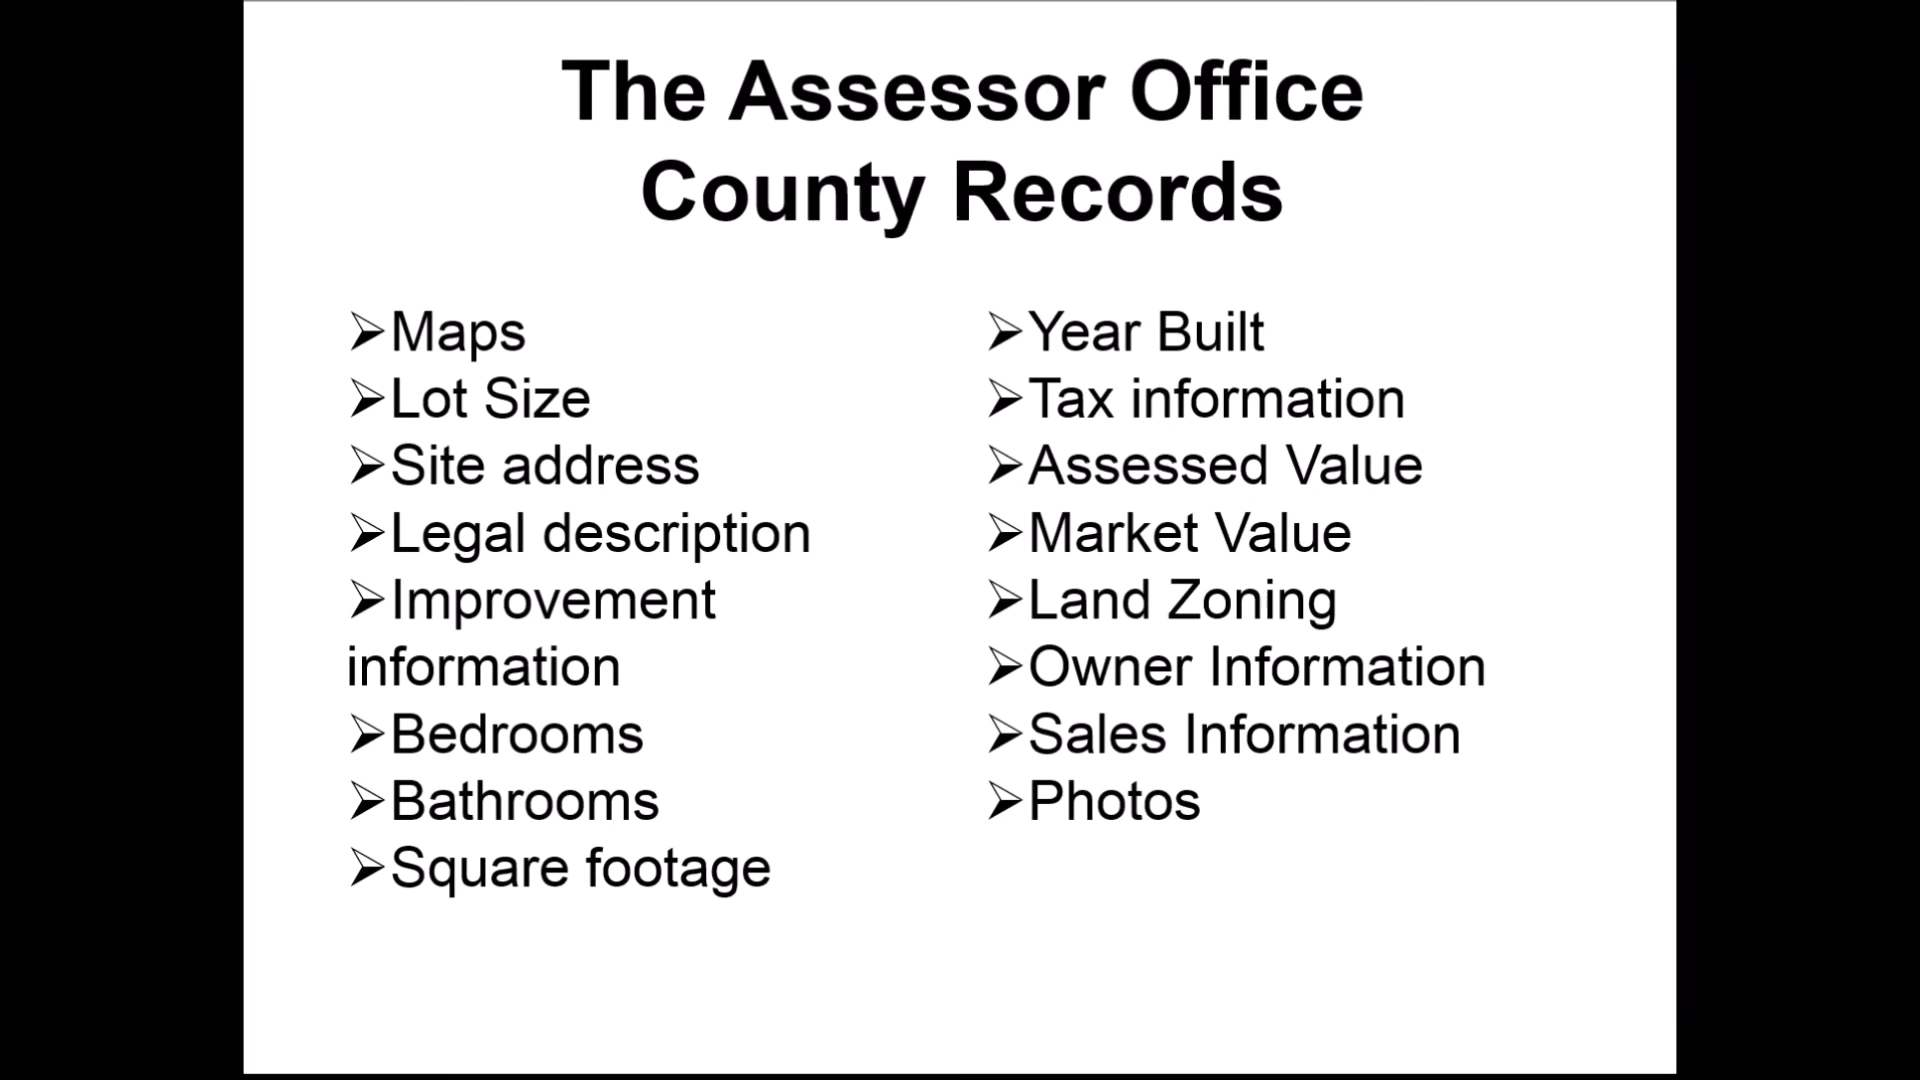 The Assessor Office
County Records
➢Maps
➢Lot Size
➢Site address
➢Legal description
➢Improvement
information
➢Bedrooms
➢Bathrooms
➢Square footage
➢Year Built
➢Tax information
➢Assessed Value
➢Market Value
➢Land Zoning
➢Owner Information
➢Sales Information
➢Photos